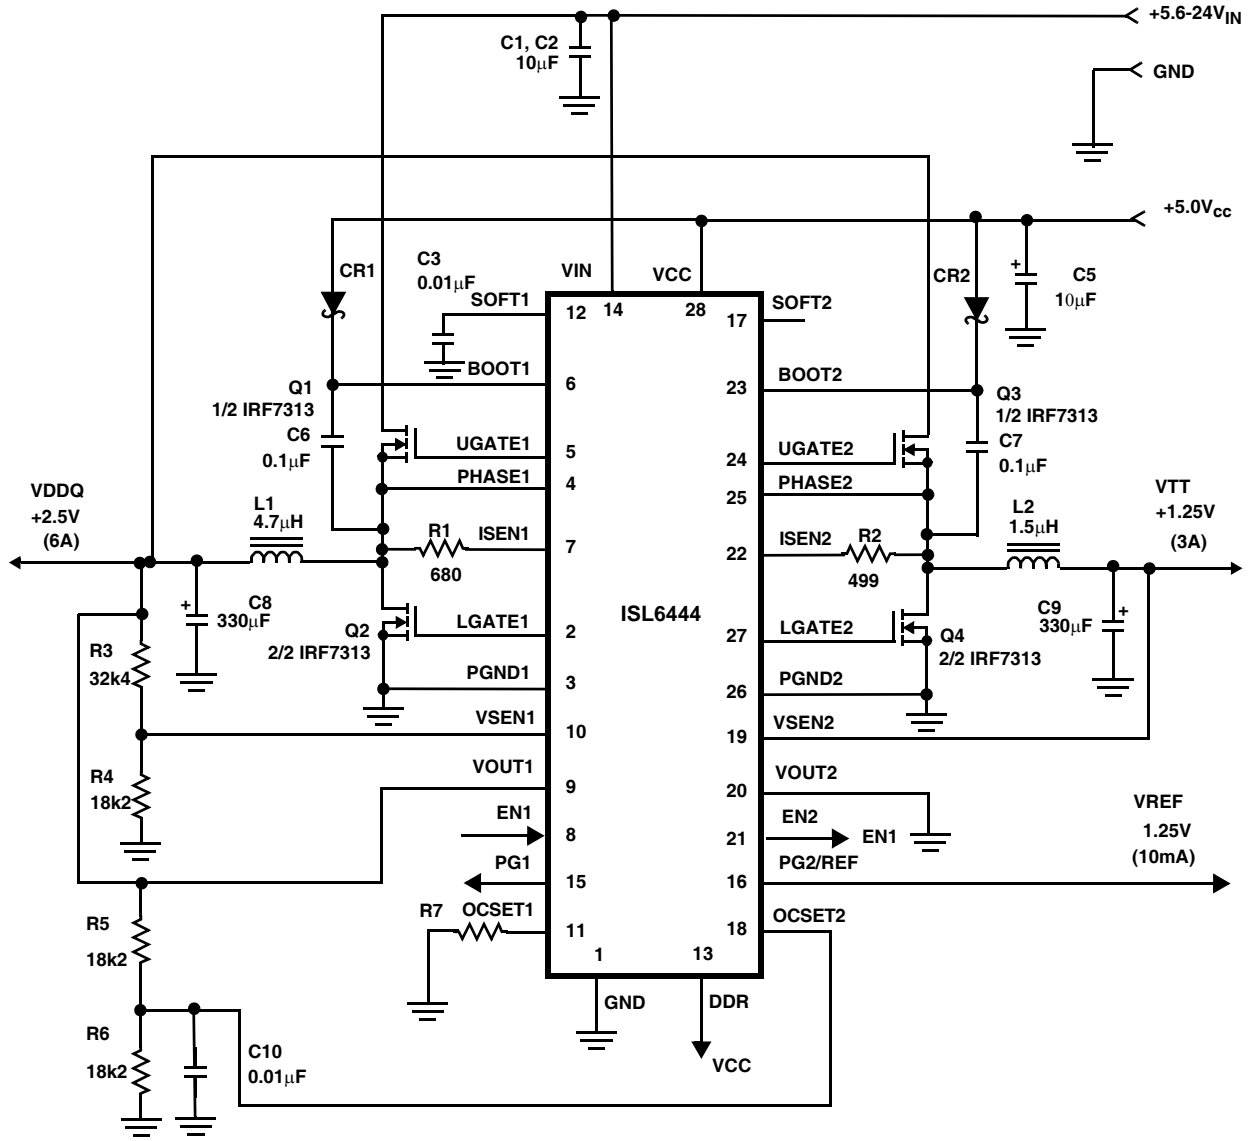 +5.6-24VIN
C1, C2
10µF
GND
+5.0Vcc
CR1
C3
0.01µF
VIN
VCC
CR2
C5
10µF
SOFT1
12
14
28
17
SOFT2
BOOT1
6
23
BOOT2
Q1
1/2 IRF7313
C6
0.1µF
Q3
1/2 IRF7313
C7
0.1µF
UGATE1
5
24
UGATE2
PHASE1
4
25
PHASE2
VDDQ
+2.5V
(6A)
L1
4.7µH
R1
680
ISEN1
7
22
ISEN2
R2
499
L2
1.5µH
VTT
+1.25V
(3A)
+
C8
330µF
ISL6444
C9
330µF
+
+
Q2
2/2 IRF7313
LGATE1
2
27
LGATE2
Q4
2/2 IRF7313
R3
32k4
PGND1
3
26
PGND2
VSEN1
10
19
VSEN2
R4
18k2
VOUT1
9
20
VOUT2
EN1
8
21
EN2
EN1
VREF
1.25V
(10mA)
PG1
15
16
PG2/REF
R7
OCSET1
11
18
OCSET2
R5
18k2
1
13
GND
DDR
VCC
R6
18k2
C10
0.01µF